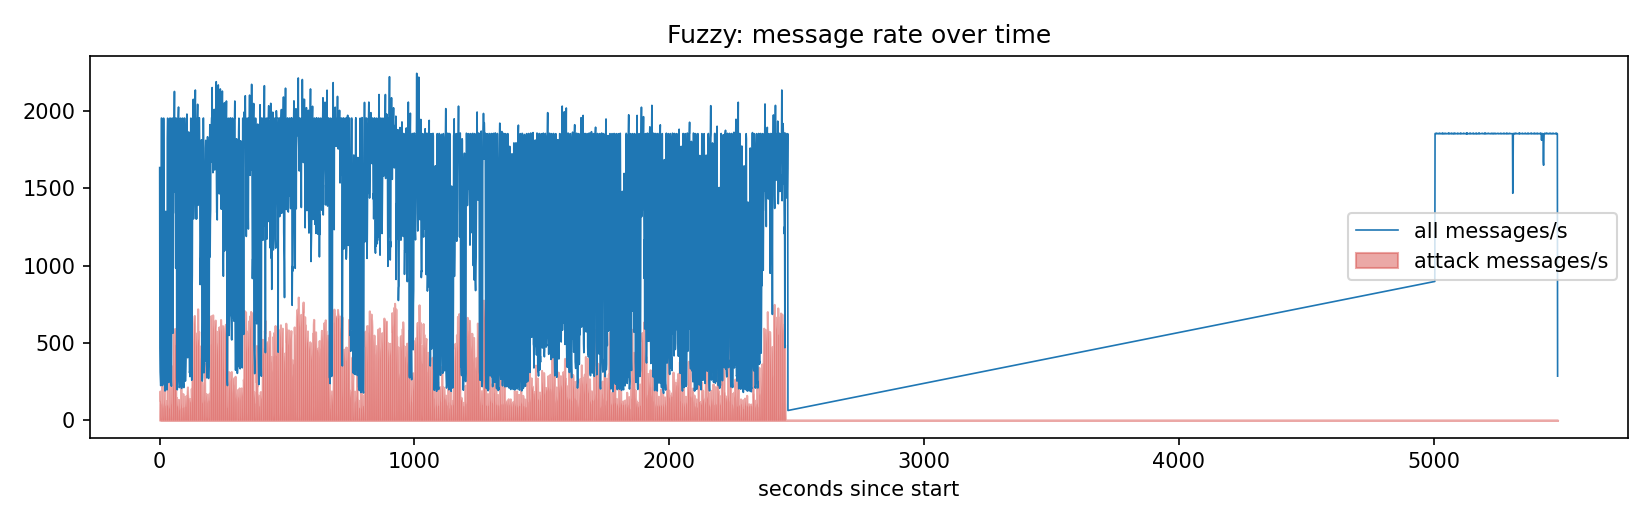 Fuzzy: message rate over time
2000
1500
1000
500
0
all messages/s
attack messages/s
0 1000 2000 3000 4000 5000
seconds since start